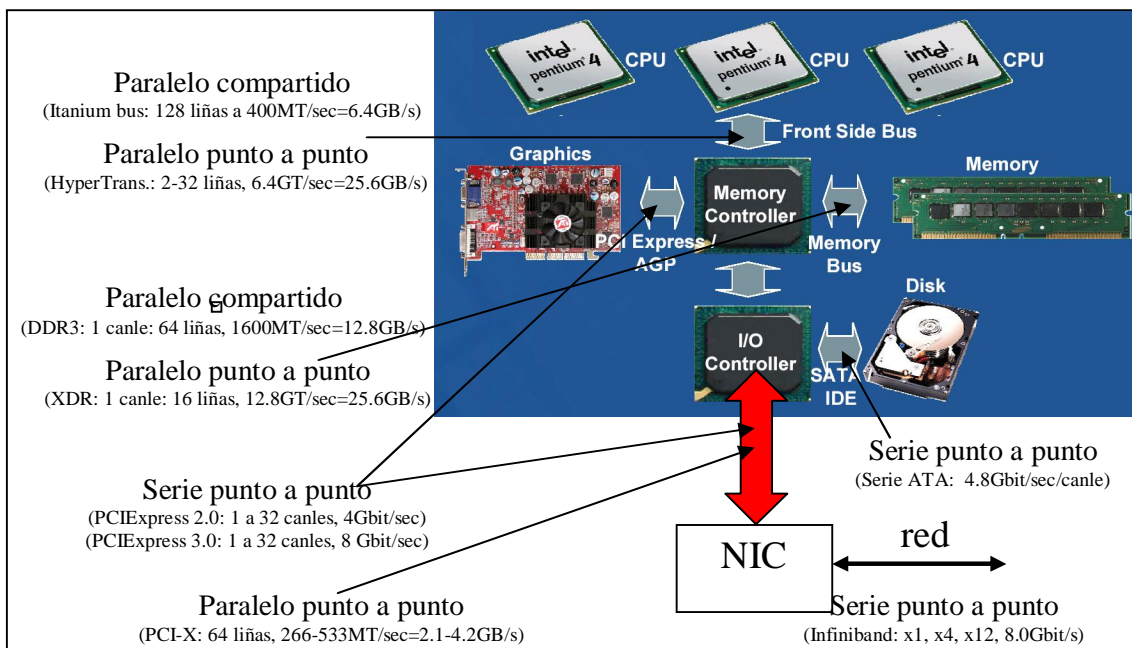 intel
pentium 4
CPU
intel
pentium 4
CPU
intel
pentium 4
CPU
Paralelo compartido
(Itanium bus: 128 liñas a 400MT/sec=6.4GB/s)
Front Side Bus
Paralelo punto a punto
(HyperTrans.: 2-32 liñas, 6.4GT/sec=25.6GB/s)
Graphics
Memory
Controller
Memory
PCI Express /
AGP
Memory
Bus
Paralelo compartido
(DDR3: 1 canle: 64 liñas, 1600MT/sec=12.8GB/s)
Disk
I/O
Controller
SATA /
IDE
Paralelo punto a punto
(XDR: 1 canle: 16 liñas, 12.8GT/sec=25.6GB/s)
Serie punto a punto
(Serie ATA: 4.8Gbit/sec/canle)
Serie punto a punto
(PCIExpress 2.0: 1 a 32 canles, 4Gbit/sec)
(PCIExpress 3.0: 1 a 32 canles, 8 Gbit/sec)
NIC
red
Paralelo punto a punto
(PCI-X: 64 liñas, 266-533MT/sec=2.1-4.2GB/s)
Serie punto a punto
(Infiniband: x1, x4, x12, 8.0Gbit/s)